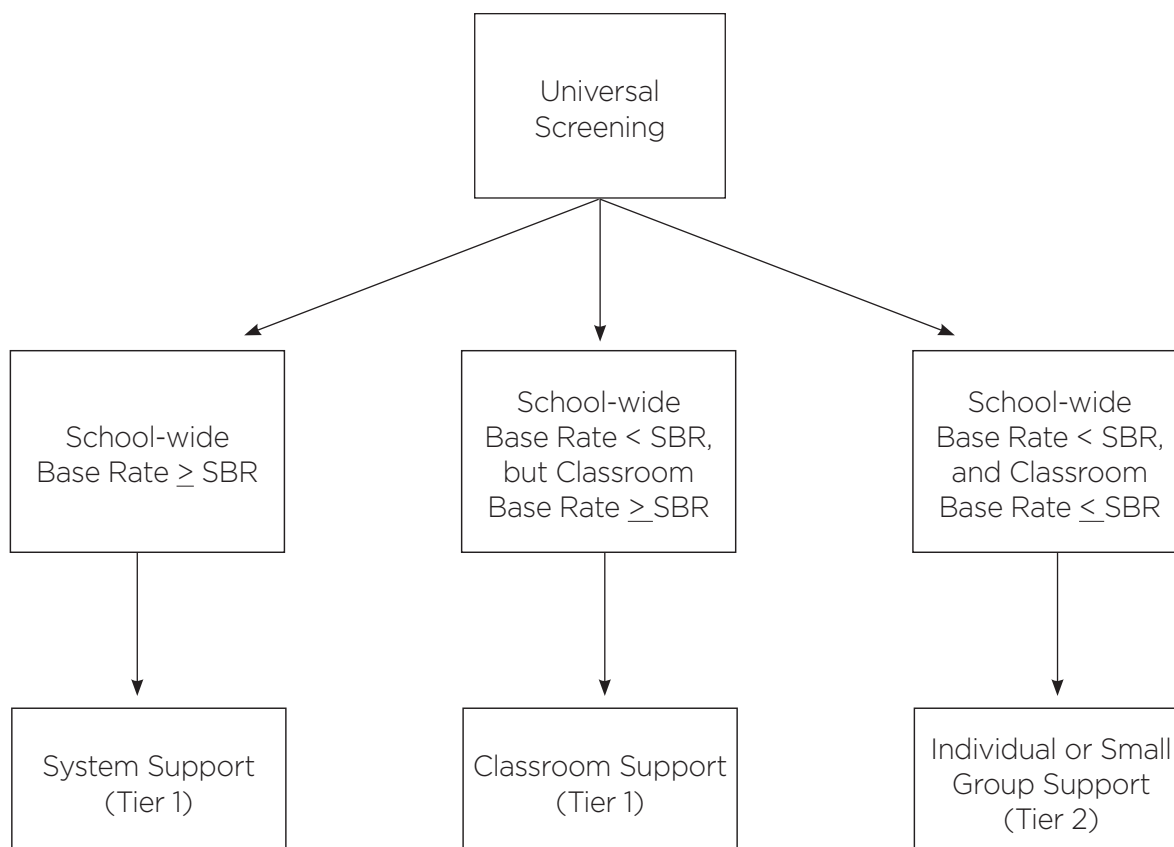 Universal
Screening
School-wide
Base Rate ≥ SBR
School-wide
Base Rate < SBR,
but Classroom
Base Rate ≥ SBR
School-wide
Base Rate < SBR,
and Classroom
Base Rate ≤ SBR
System Support
(Tier 1)
Classroom Support
(Tier 1)
Individual or Small
Group Support
(Tier 2)